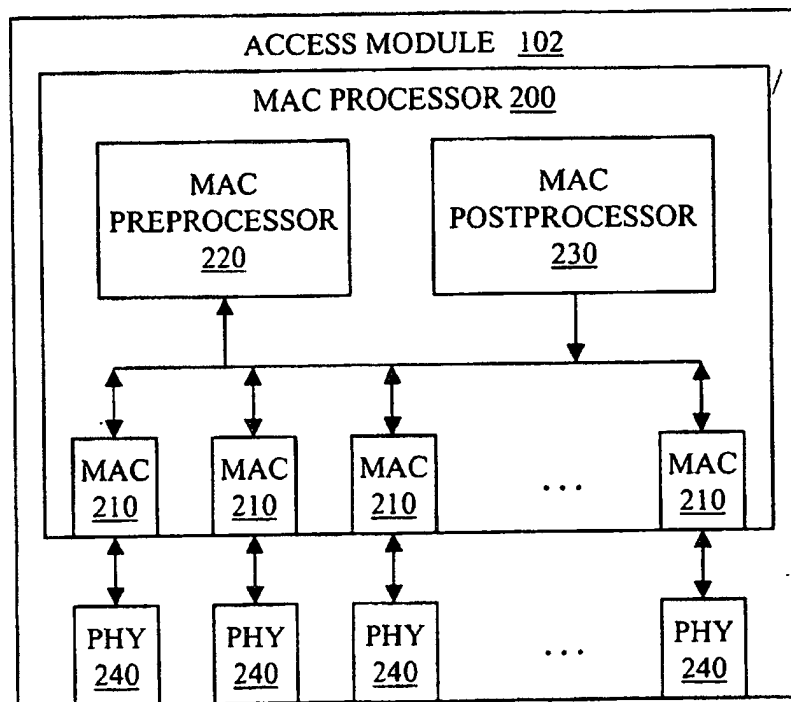 ACCESS MODULE 102
MAC PROCESSOR 200
MAC
PREPROCESSOR
220
MAC
POSTPROCESSOR
230
MAC
210
MAC
210
MAC
210
...
MAC
210
PHY
240
PHY
240
PHY
240
...
PHY
240